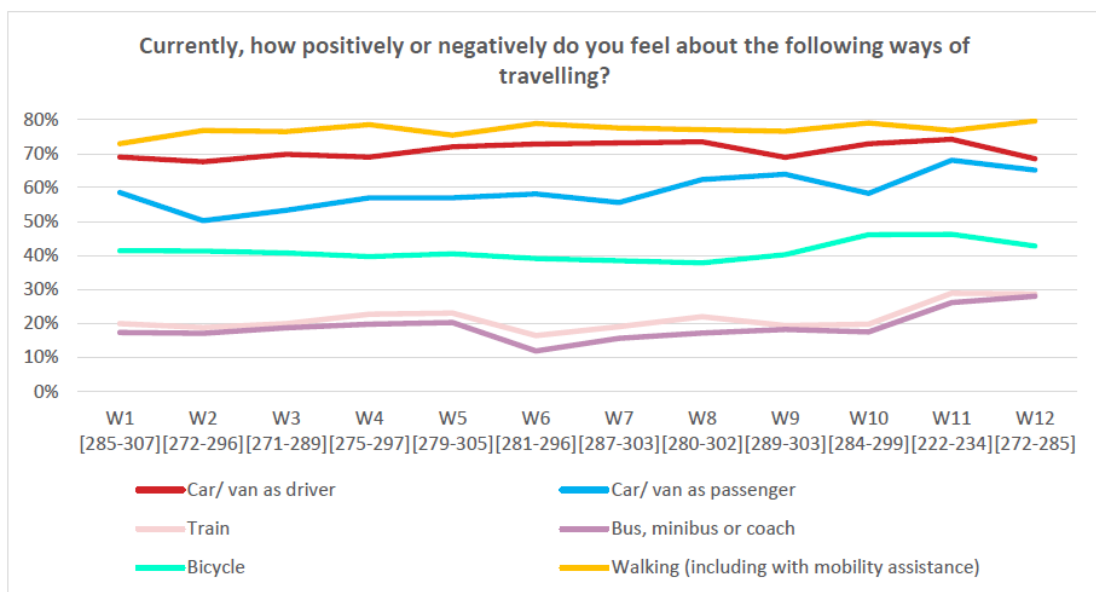 Currently, how positively or negatively do you feel about the following ways of
travelling?
80%
70%
60%
50%
40%
30%
20%
10%
0%
W1 W2 W3 W4 W5 W6 W7 W8 W9 W10 W11 W12
[285-307] [272-296] [271-289] [275-297] [279-305] [281-296] [287-303] [280-302] [289-303] [284-299] [222-234] [272-285]
Car/ van as driver Car/ van as passenger
Train Bus, minibus or coach
Bicycle Walking (including with mobility assistance)